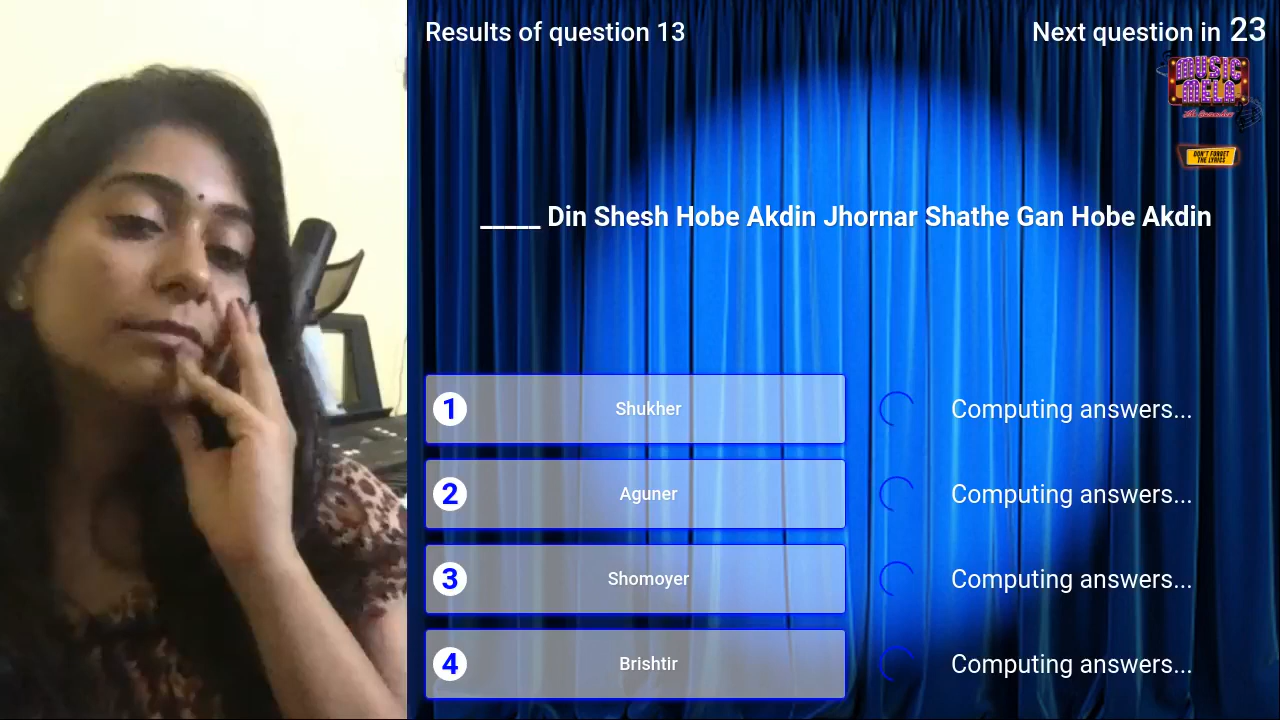 Results of question 13
Next question in 23
MUSIC
MELA
DON'T FORGET
THE LYRICS
_____ Din Shesh Hobe Akdin Jhornar Shathe Gan Hobe Akdin
1 Shukher Computing answers...
2 Aguner Computing answers...
3 Shomoyer Computing answers...
4 Brishtir Computing answers...